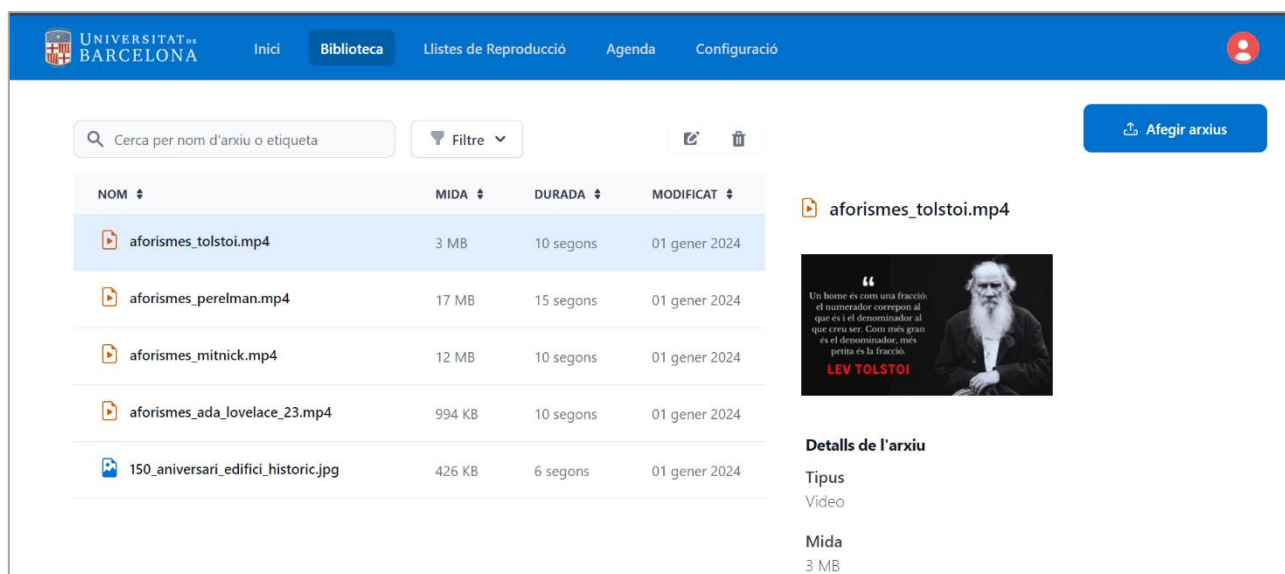 UNIVERSITAT DE
BARCELONA
Inici
Biblioteca
Llistes de Reproducció
Agenda
Configuració
Cerca per nom d'arxiu o etiqueta
Filtre
Afegir arxius
NOM MIDA DURADA MODIFICAT
aforismes_tolstoi.mp4 3 MB 10 segons 01 gener 2024
aforismes_perelman.mp4 17 MB 15 segons 01 gener 2024
aforismes_mitnick.mp4 12 MB 10 segons 01 gener 2024
aforismes_ada_lovelace_23.mp4 994 KB 10 segons 01 gener 2024
150_aniversari_edifici_historic.jpg 426 KB 6 segons 01 gener 2024
aforismes_tolstoi.mp4
“
Un home és com una fracció:
el numerador correpon al
que és i el denominador al
que creu ser. Com més gran
és el denominador, més
petita és la fracció.
LEV TOLSTOI
Detalls de l'arxiu
Tipus
Video
Mida
3 MB